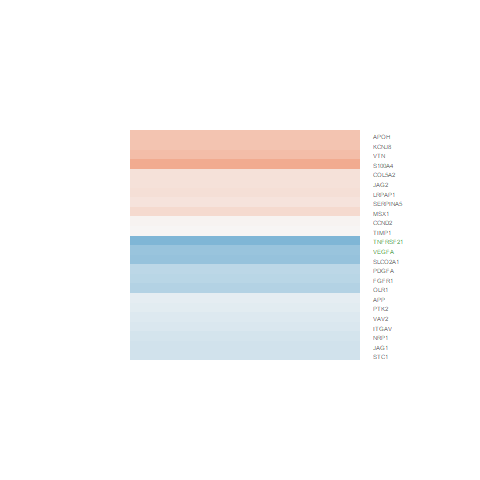 APOH
KCNJ8
VTN
S100A4
COL5A2
JAG2
LRPAP1
SERPINA5
MSX1
CCND2
TIMP1
TNFRSF21
VEGFA
SLCO2A1
PDGFA
FGFR1
OLR1
APP
PTK2
VAV2
ITGAV
NRP1
JAG1
STC1